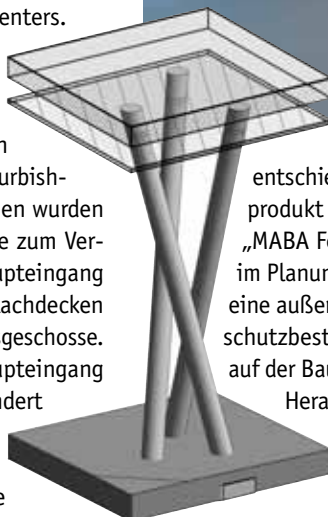 enters.
n
urbish-
en wurden
e zum Ver-
upteingang
achdecken
sgeschosse.
upteingang
ndert
e
entschie
produkt
„MABA Fe
im Planun
eine außer
schutzbest
auf der Bau
Hera